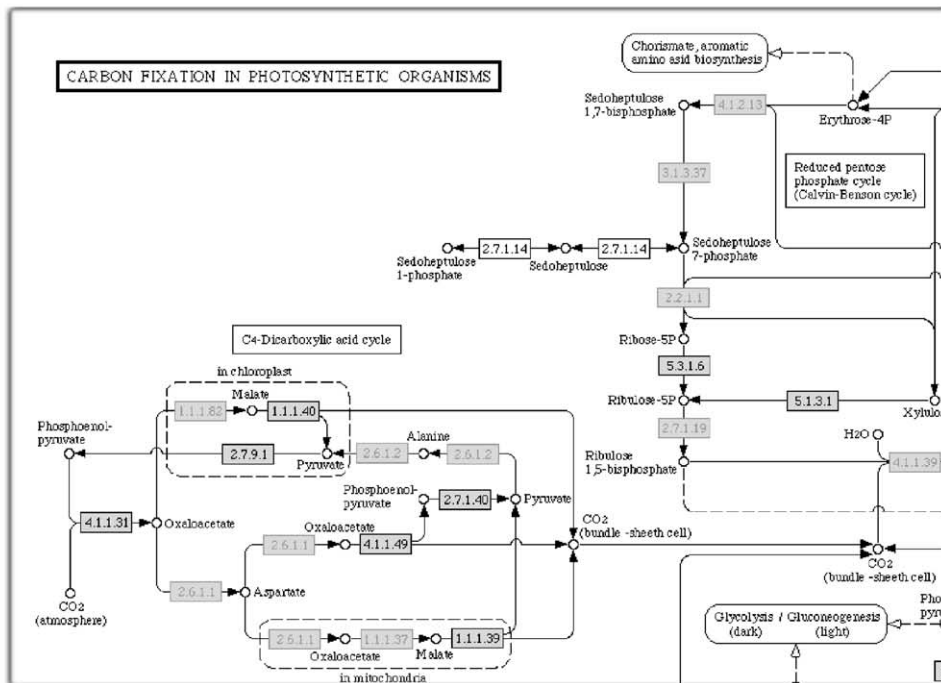 Chorismate, aromatic
amino asid biosynthesis
CARBON FIXATION IN PHOTOSYNTHETIC ORGANISMS
Sedoheptulose
1,7-bisphosphate
4.1.2.13
Erythrose-4P
3.1.3.37
Reduced pentose
phosphate cycle
(Calvin-Benson cycle)
2.7.1.14
2.7.1.14
Sedoheptulose
1-phosphate
Sedoheptulose
Sedoheptulose
7-phosphate
2.2.1.1
C4-Dicarboxylic acid cycle
Ribose-5P
in chloroplast
5.3.1.6
Malate
1.1.1.82
1.1.1.40
Ribulose-5P
5.1.3.1
Xylulo
Phosphoenol-
pyruvate
2.7.1.19
H2O
Alanine
2.7.9.1
Pyruvate
2.6.1.2
2.6.1.2
Ribulose
1,5-bisphosphate
4.1.1.39
Phosphoenol-
pyruvate
2.7.1.40
Pyruvate
4.1.1.31
Oxaloacetate
Oxaloacetate
CO2
(bundle -sheeth cell)
2.6.1.1
4.1.1.49
CO2
(bundle -sheeth cell)
2.6.1.1
Aspartate
CO2
(atmosphere)
Pho
pyru
Glycolysis / Gluconeogenesis
(dark) (light)
2.6.1.1
1.1.1.37
1.1.1.39
Oxaloacetate
Malate
in mitochondria